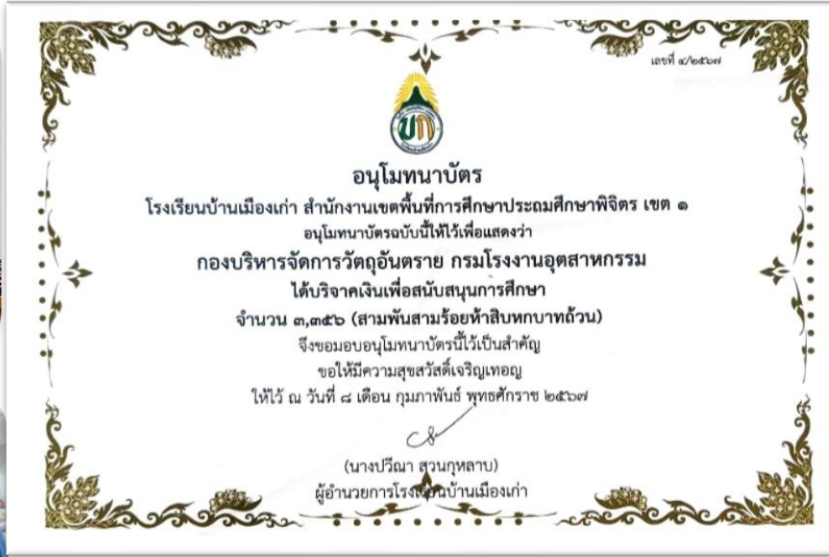 เลขที่ ๔/๒๕๖๗
บก
อนุโมทนาบัตร
โรงเรียนบ้านเมืองเก่า สำนักงานเขตพื้นที่การศึกษาประถมศึกษาพิจิตร เขต ๑
อนุโมทนาบัตรฉบับนี้ให้ไว้เพื่อแสดงว่า
กองบริหารจัดการวัตถุอันตราย กรมโรงงานอุตสาหกรรม
ได้บริจาคเงินเพื่อสนับสนุนการศึกษา
จำนวน ๓,๓๕๖ (สามพันสามร้อยห้าสิบหกบาทถ้วน)
จึงขอมอบอนุโมทนาบัตรนี้ไว้เป็นสำคัญ
ขอให้มีความสุขสวัสดิ์เจริญเทอญ
ให้ไว้ ณ วันที่ ๘ เดือน กุมภาพันธ์ พุทธศักราช ๒๕๖๗
(นางปวีณา สวนกุหลาบ)
ผู้อำนวยการโรงเรียนบ้านเมืองเก่า